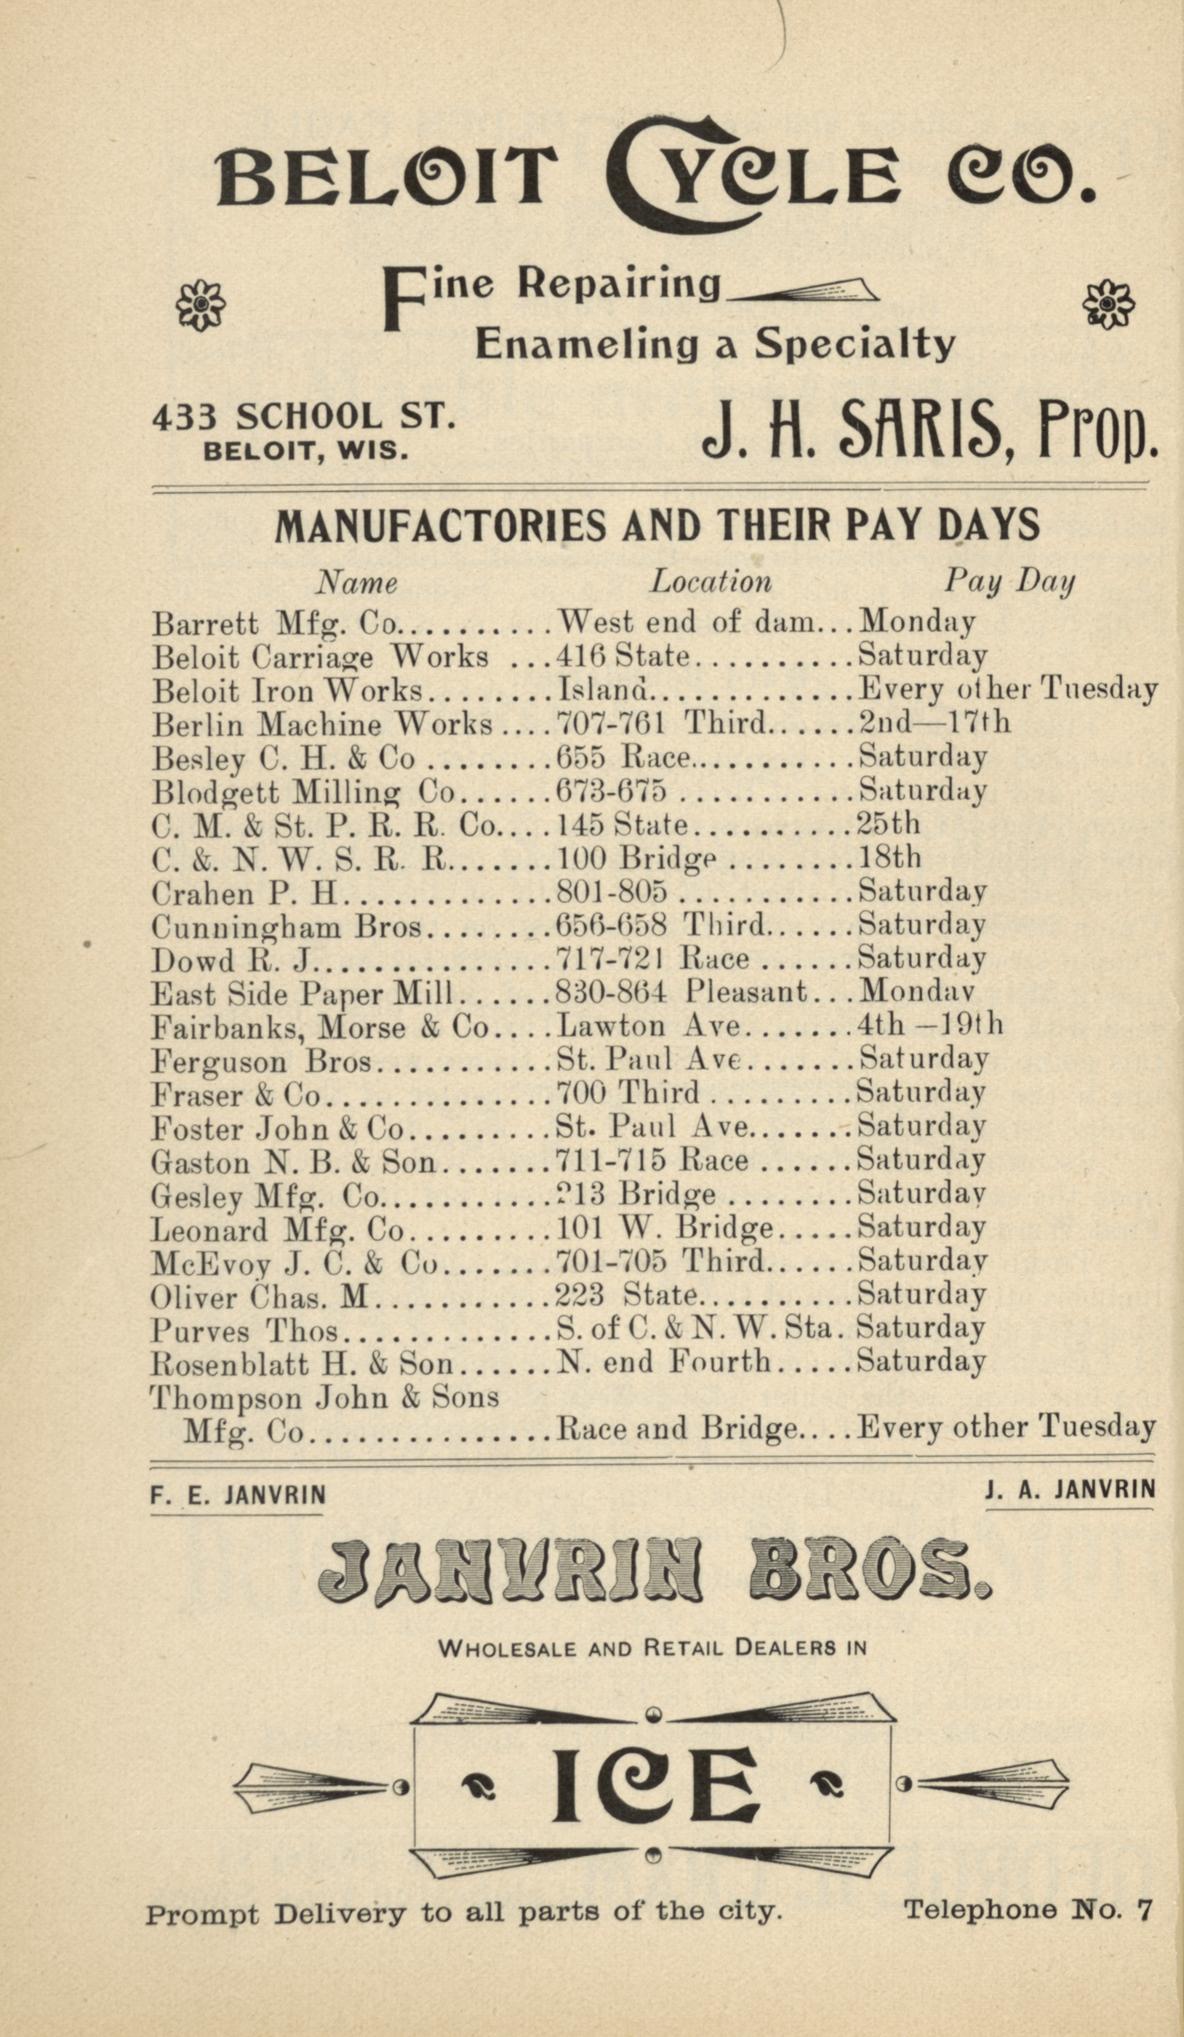 BELOIT CYCLE CO.
Fine Repairing
Enameling a Specialty
433 SCHOOL ST.
BELOIT, WIS.
J. H. SARIS, Prop.
MANUFACTORIES AND THEIR PAY DAYS
Name Location Pay Day
Barrett Mfg. Co..........West end of dam...Monday
Beloit Carriage Works ...416 State..........Saturday
Beloit Iron Works........Island.............Every other Tuesday
Berlin Machine Works....707-761 Third......2nd—17th
Besley C. H. & Co ........655 Race...........Saturday
Blodgett Milling Co......673-675 ...........Saturday
C. M. & St. P. R. R. Co....145 State..........25th
C. &. N. W. S. R. R.......100 Bridge ........18th
Crahen P. H.............801-805 ...........Saturday
Cunningham Bros........656-658 Third......Saturday
Dowd R. J...............717-721 Race ......Saturday
East Side Paper Mill......830-864 Pleasant...Monday
Fairbanks, Morse & Co....Lawton Ave.......4th—19th
Ferguson Bros...........St. Paul Ave.......Saturday
Fraser & Co..............700 Third .........Saturday
Foster John & Co.........St. Paul Ave.......Saturday
Gaston N. B. & Son.......711-715 Race ......Saturday
Gesley Mfg. Co...........213 Bridge ........Saturday
Leonard Mfg. Co.........101 W. Bridge.....Saturday
McEvoy J. C. & Co.......701-705 Third......Saturday
Oliver Chas. M...........223 State..........Saturday
Purves Thos.............S. of C. & N. W. Sta. Saturday
Rosenblatt H. & Son......N. end Fourth.....Saturday
Thompson John & Sons
Mfg. Co...............Race and Bridge....Every other Tuesday
F. E. JANVRIN J. A. JANVRIN
JANVRIN BROS.
WHOLESALE AND RETAIL DEALERS IN
ICE
Prompt Delivery to all parts of the city. Telephone No. 7